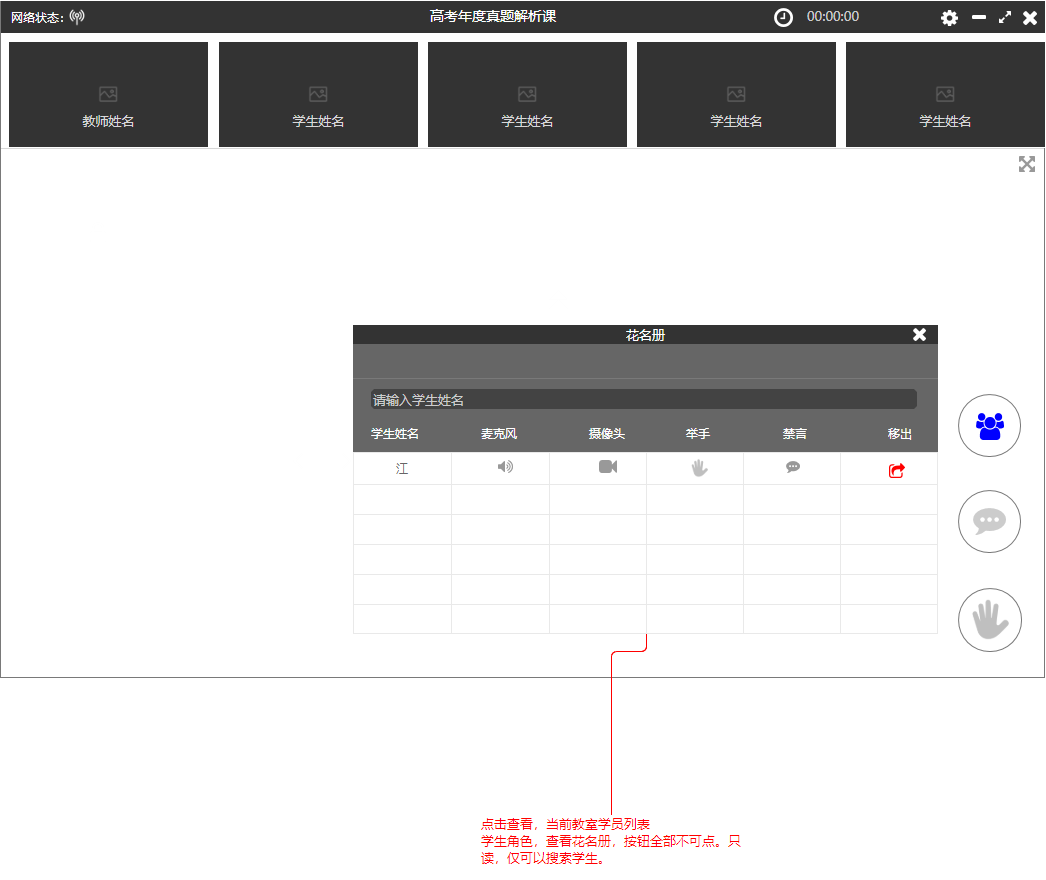 网络状态:
高考年度真题解析课
00:00:00
教师姓名
学生姓名
学生姓名
学生姓名
学生姓名
花名册
请输入学生姓名
学生姓名 麦克风 摄像头 举手 禁言 移出
江
点击查看，当前教室学员列表
学生角色，查看花名册，按钮全部不可点。只
读，仅可以搜索学生。